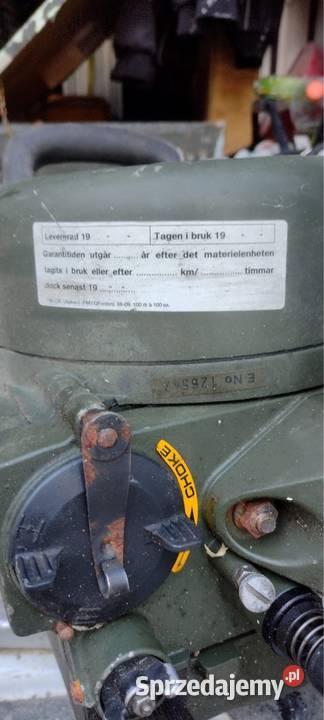 Levererad 19 - - Tagen i bruk 19 - -
Garantitiden utgår ........ år efter det materielenheten
tagits i bruk eller efter ................ km/ ................ timmar
dock senast 19 - -
E No 12654
CHOKE
H
Sprzedajemy.pl